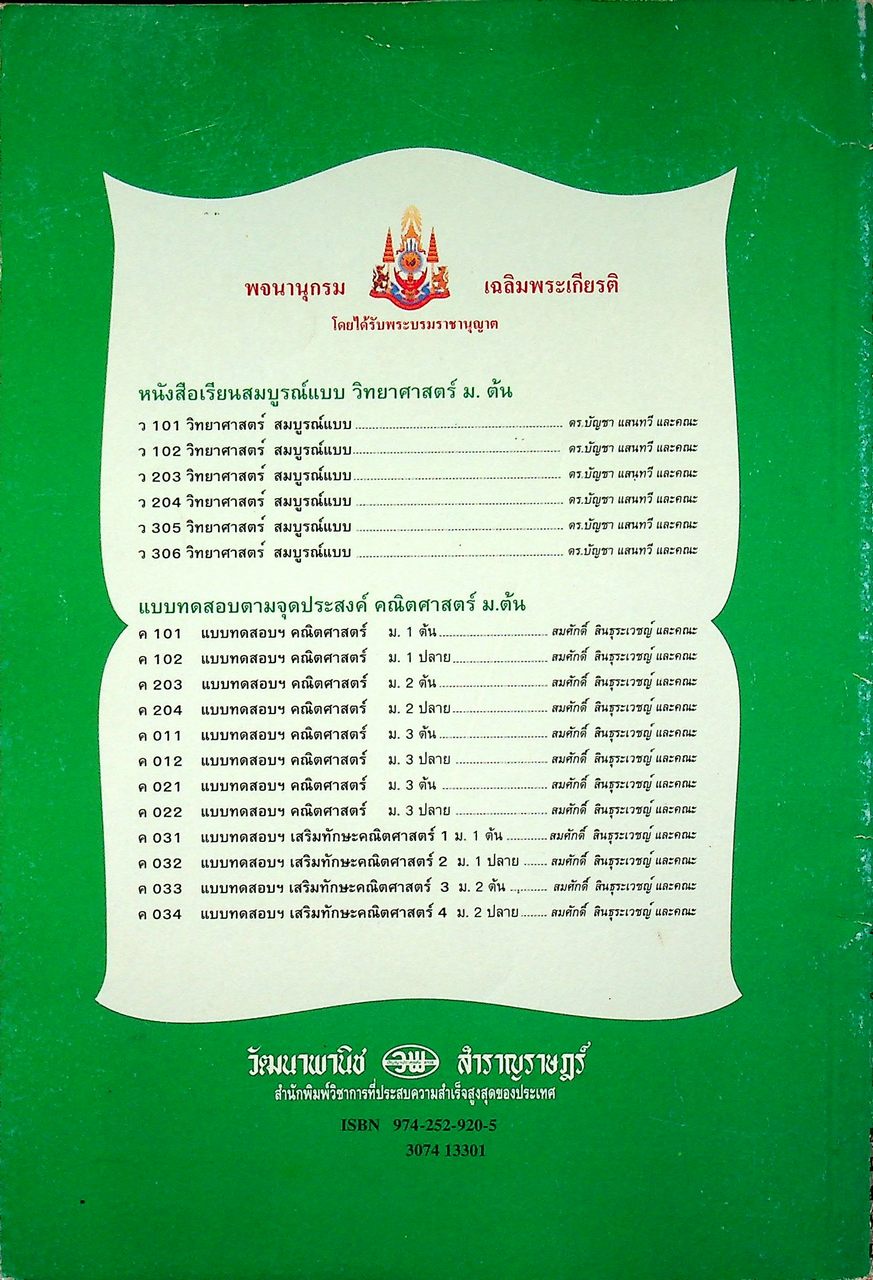 พจนานุกรม เฉลิมพระเกียรติ
โดยได้รับพระบรมราชานุญาต
หนังสือเรียนสมบูรณ์แบบ วิทยาศาสตร์ ม. ต้น
ว 101 วิทยาศาสตร์ สมบูรณ์แบบ ........................................ ดร.บัญชา แสนทวี และคณะ
ว 102 วิทยาศาสตร์ สมบูรณ์แบบ ........................................ ดร.บัญชา แสนทวี และคณะ
ว 203 วิทยาศาสตร์ สมบูรณ์แบบ ........................................ ดร.บัญชา แสนทวี และคณะ
ว 204 วิทยาศาสตร์ สมบูรณ์แบบ ........................................ ดร.บัญชา แสนทวี และคณะ
ว 305 วิทยาศาสตร์ สมบูรณ์แบบ ........................................ ดร.บัญชา แสนทวี และคณะ
ว 306 วิทยาศาสตร์ สมบูรณ์แบบ ........................................ ดร.บัญชา แสนทวี และคณะ
แบบทดสอบตามจุดประสงค์ คณิตศาสตร์ ม.ต้น
ค 101 แบบทดสอบฯ คณิตศาสตร์ ม. 1 ต้น ........................ สมศักดิ์ สินธุระเวชญ์ และคณะ
ค 102 แบบทดสอบฯ คณิตศาสตร์ ม. 1 ปลาย ..................... สมศักดิ์ สินธุระเวชญ์ และคณะ
ค 203 แบบทดสอบฯ คณิตศาสตร์ ม. 2 ต้น ........................ สมศักดิ์ สินธุระเวชญ์ และคณะ
ค 204 แบบทดสอบฯ คณิตศาสตร์ ม. 2 ปลาย ..................... สมศักดิ์ สินธุระเวชญ์ และคณะ
ค 011 แบบทดสอบฯ คณิตศาสตร์ ม. 3 ต้น ........................ สมศักดิ์ สินธุระเวชญ์ และคณะ
ค 012 แบบทดสอบฯ คณิตศาสตร์ ม. 3 ปลาย ..................... สมศักดิ์ สินธุระเวชญ์ และคณะ
ค 021 แบบทดสอบฯ คณิตศาสตร์ ม. 3 ต้น ........................ สมศักดิ์ สินธุระเวชญ์ และคณะ
ค 022 แบบทดสอบฯ คณิตศาสตร์ ม. 3 ปลาย ..................... สมศักดิ์ สินธุระเวชญ์ และคณะ
ค 031 แบบทดสอบฯ เสริมทักษะคณิตศาสตร์ 1 ม. 1 ต้น ............ สมศักดิ์ สินธุระเวชญ์ และคณะ
ค 032 แบบทดสอบฯ เสริมทักษะคณิตศาสตร์ 2 ม. 1 ปลาย ....... สมศักดิ์ สินธุระเวชญ์ และคณะ
ค 033 แบบทดสอบฯ เสริมทักษะคณิตศาสตร์ 3 ม. 2 ต้น .......... สมศักดิ์ สินธุระเวชญ์ และคณะ
ค 034 แบบทดสอบฯ เสริมทักษะคณิตศาสตร์ 4 ม. 2 ปลาย ........ สมศักดิ์ สินธุระเวชญ์ และคณะ
วัฒนาพานิช วพ สำราญราษฎร์
สำนักพิมพ์วิชาการที่ประสบความสำเร็จสูงสุดของประเทศ
ISBN 974-252-920-5
3074 13301